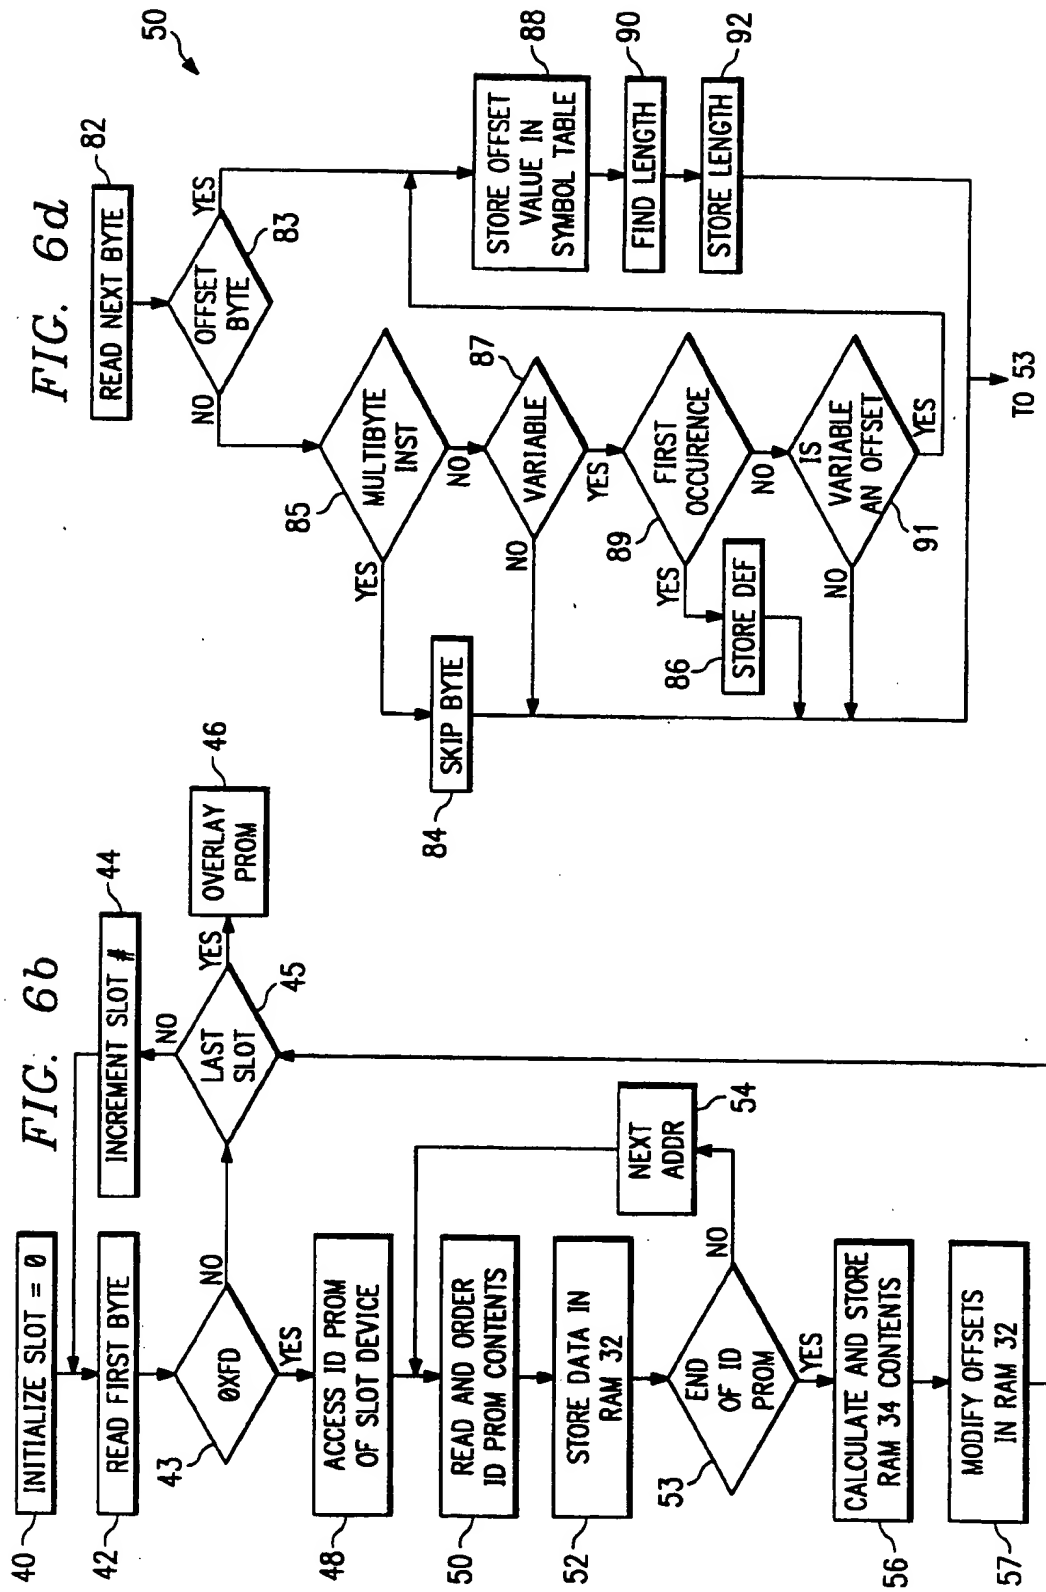 FIG. 6b
40
INITIALIZE SLOT = 0
42
READ FIRST BYTE
INCREMENT SLOT #
44
43
0XFD
NO
YES
LAST
SLOT
45
NO
YES
OVERLAY
PROM
46
48
ACCESS ID PROM
OF SLOT DEVICE
50
READ AND ORDER
ID PROM CONTENTS
52
STORE DATA IN
RAM 32
NEXT
ADDR
54
53
END
OF ID
PROM
NO
YES
56
CALCULATE AND STORE
RAM 34 CONTENTS
57
MODIFY OFFSETS
IN RAM 32
FIG. 6d
50
READ NEXT BYTE
82
OFFSET
BYTE
83
NO
YES
85
MULTIBYTE
INST
YES
NO
84
SKIP BYTE
87
VARIABLE
NO
YES
89
FIRST
OCCURENCE
YES
NO
86
STORE DEF
IS
VARIABLE
AN OFFSET
91
NO
YES
STORE OFFSET
VALUE IN
SYMBOL TABLE
88
FIND LENGTH
90
STORE LENGTH
92
TO 53